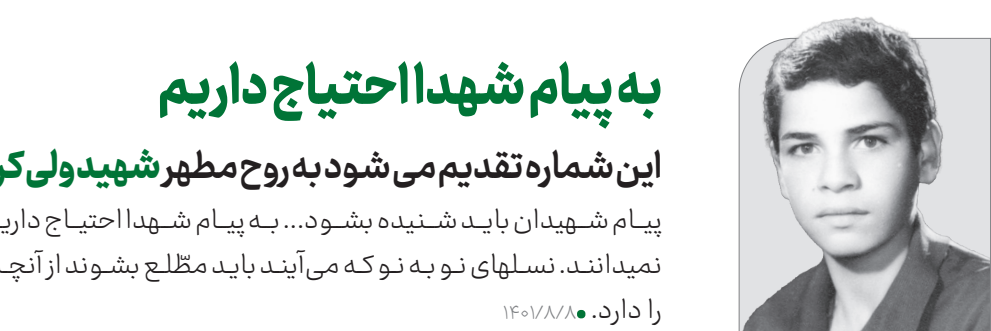 به پیام شهدا احتیاج داریم
این شماره تقدیم می‌شود به روح مطهر شهید ولی
پیام شهیدان باید شنیده بشود... به پیام شهدا احتیاج
نمیدانند. نسلهای نو به نو که می‌آیند باید مطّلع بشوند از
را دارد. ● ۱۴۰۱/۸/۸